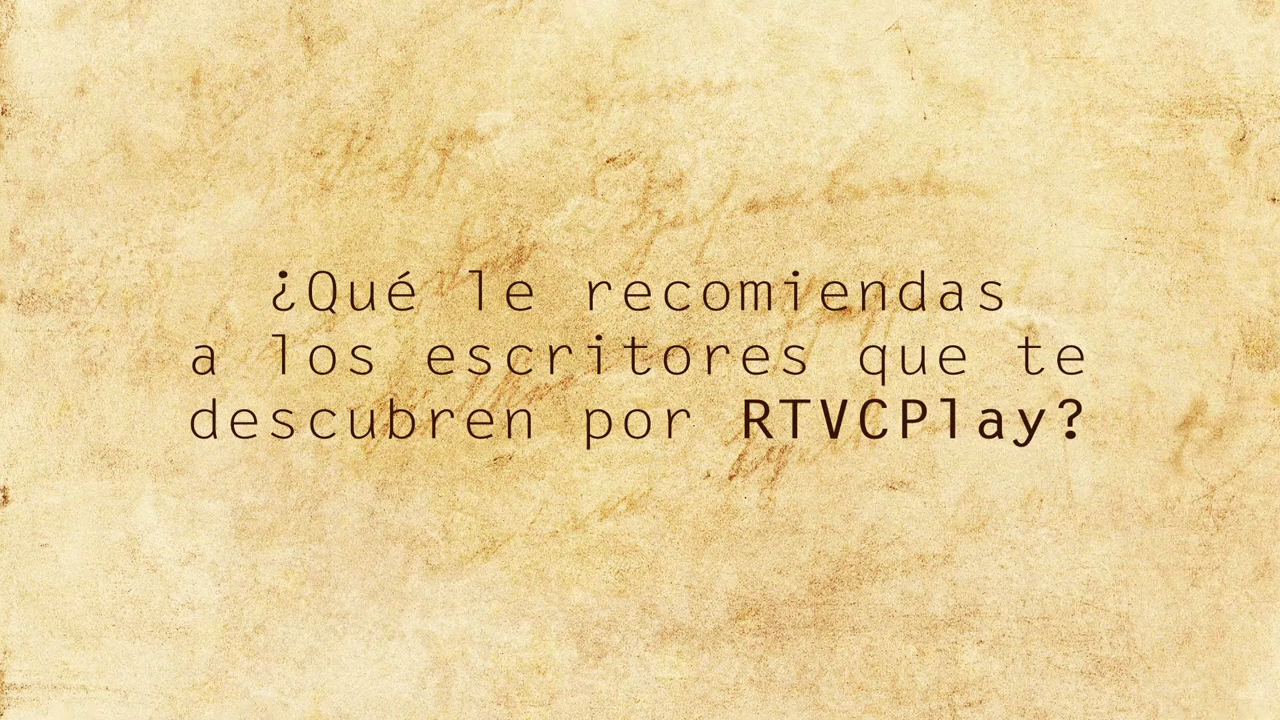 ¿Qué le recomiendas
a los escritores que te
descubren por RTVCPlay?